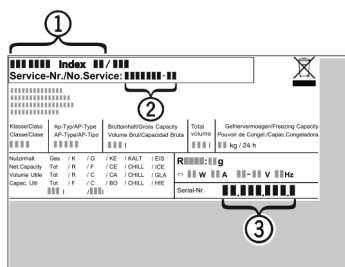 1
Index /
Service-Nr./No.Service: -
2
Klasse/Class Ap-Typ/AP-Type Bruttoinhalt/Gross Capacity Total Gefriervermoegen/Freezing Capacity
Classe/Clase AP-Type/AP-Tipo Volume Brut/Capacidad Bruta volume Pouvoir de Congel./Capac.Congeladora
l l kg / 24 h
Nutzinhalt Ges / K / G / KE / KALT / EIS
Net.Capacity Tot / R / F / CE / CHILL / ICE
Volume Utile Tot / R / C / CA / CHILL / GLA
Capac. Util Tot / F / C / BO / CHILL / HIE
l / l
R : g
W A - V Hz
Serial-Nr. . . .
3